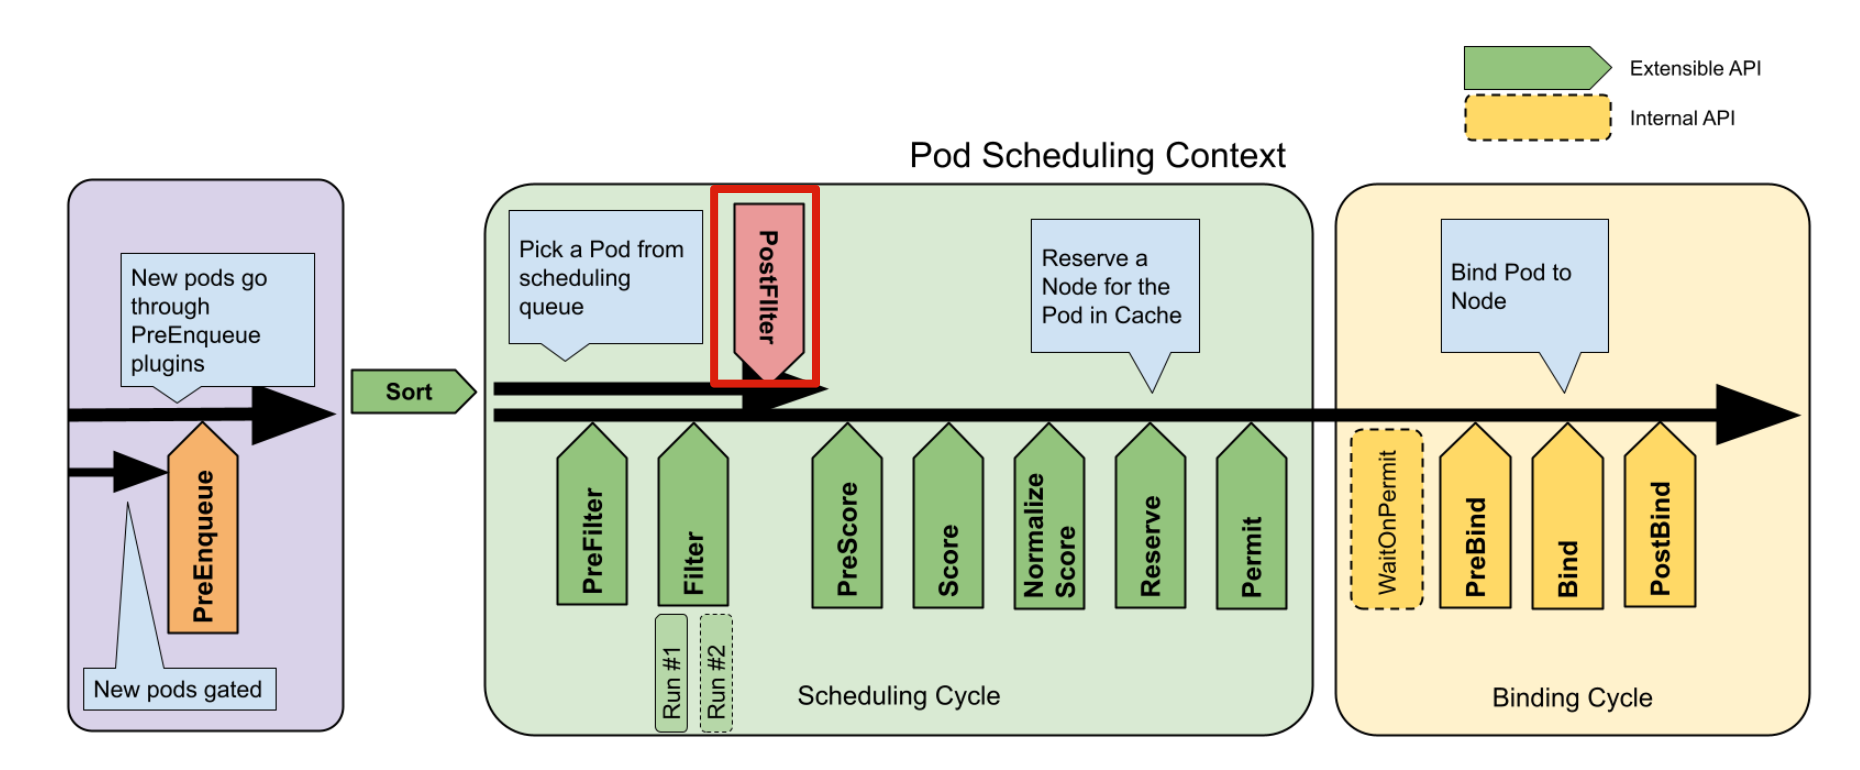 Extensible API
Internal API
Pod Scheduling Context
New pods go
through
PreEnqueue
plugins
PreEnqueue
New pods gated
Sort
Pick a Pod from
scheduling
queue
PostFIlter
Reserve a
Node for the
Pod in Cache
PreFilter
Filter
Run #1
Run #2
PreScore
Score
Normalize
Score
Reserve
Permit
Scheduling Cycle
Bind Pod to
Node
WaitOnPermit
PreBind
Bind
PostBind
Binding Cycle